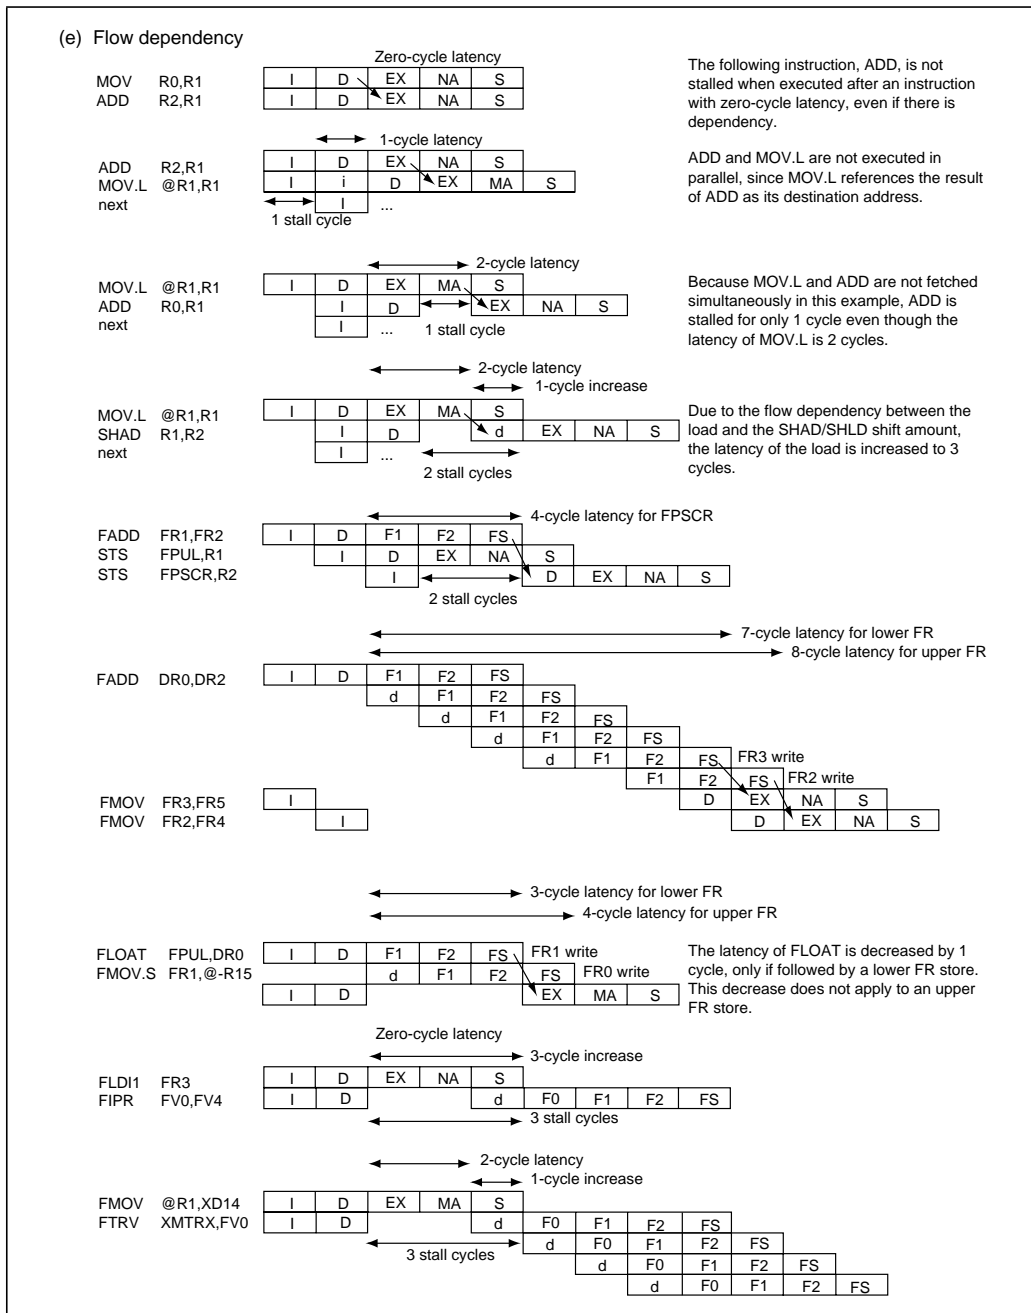 (e) Flow dependency
Zero-cycle latency
MOV R0,R1 I D EX NA S
ADD R2,R1 I D EX NA S
The following instruction, ADD, is not
stalled when executed after an instruction
with zero-cycle latency, even if there is
dependency.
1-cycle latency
ADD R2,R1 I D EX NA S
MOV.L @R1,R1 I i D EX MA S
next I ...
1 stall cycle
ADD and MOV.L are not executed in
parallel, since MOV.L references the result
of ADD as its destination address.
2-cycle latency
MOV.L @R1,R1 I D EX MA S
ADD R0,R1 I D EX NA S
next I ...
1 stall cycle
Because MOV.L and ADD are not fetched
simultaneously in this example, ADD is
stalled for only 1 cycle even though the
latency of MOV.L is 2 cycles.
2-cycle latency
1-cycle increase
MOV.L @R1,R1 I D EX MA S
SHAD R1,R2 I D d EX NA S
next I ...
2 stall cycles
Due to the flow dependency between the
load and the SHAD/SHLD shift amount,
the latency of the load is increased to 3
cycles.
4-cycle latency for FPSCR
FADD FR1,FR2 I D F1 F2 FS
STS FPUL,R1 I D EX NA S
STS FPSCR,R2 I D EX NA S
2 stall cycles
7-cycle latency for lower FR
8-cycle latency for upper FR
FADD DR0,DR2 I D F1 F2 FS
d F1 F2 FS
d F1 F2 FS
d F1 F2 FS
d F1 F2 FS FR3 write
F1 F2 FS FR2 write
FMOV FR3,FR5 I D EX NA S
FMOV FR2,FR4 I D EX NA S
3-cycle latency for lower FR
4-cycle latency for upper FR
FLOAT FPUL,DR0 I D F1 F2 FS FR1 write
FMOV.S FR1,@-R15 d F1 F2 FS FR0 write
I D EX MA S
The latency of FLOAT is decreased by 1
cycle, only if followed by a lower FR store.
This decrease does not apply to an upper
FR store.
Zero-cycle latency
3-cycle increase
FLDI1 FR3 I D EX NA S
FIPR FV0,FV4 I D d F0 F1 F2 FS
3 stall cycles
2-cycle latency
1-cycle increase
FMOV @R1,XD14 I D EX MA S
FTRV XMTRX,FV0 I D d F0 F1 F2 FS
3 stall cycles d F0 F1 F2 FS
d F0 F1 F2 FS
d F0 F1 F2 FS